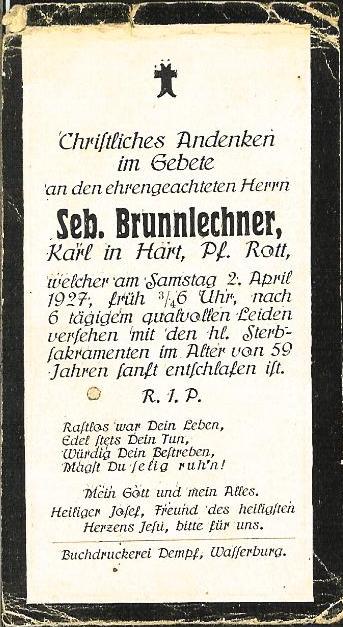 Christliches Andenken
im Gebete
an den ehrengeachteten Herrn
Seb. Brunnlechner,
Karl in Hart, Pf. Rott,
welcher am Samstag 2. April
1927, früh 3/4 6 Uhr, nach
6 tägigem qualvollen Leiden
versehen mit den hl. Sterb-
sakramenten im Alter von 59
Jahren sanft entschlafen ist.
R. I. P.
Rastlos war Dein Leben,
Edel stets Dein Tun,
Würdig Dein Bestreben,
Magst Du selig ruh'n!
Mein Gott und mein Alles.
Heiliger Josef, Freund des heiligsten
Herzens Jesu, bitte für uns.
Buchdruckerei Dempf, Wasserburg.